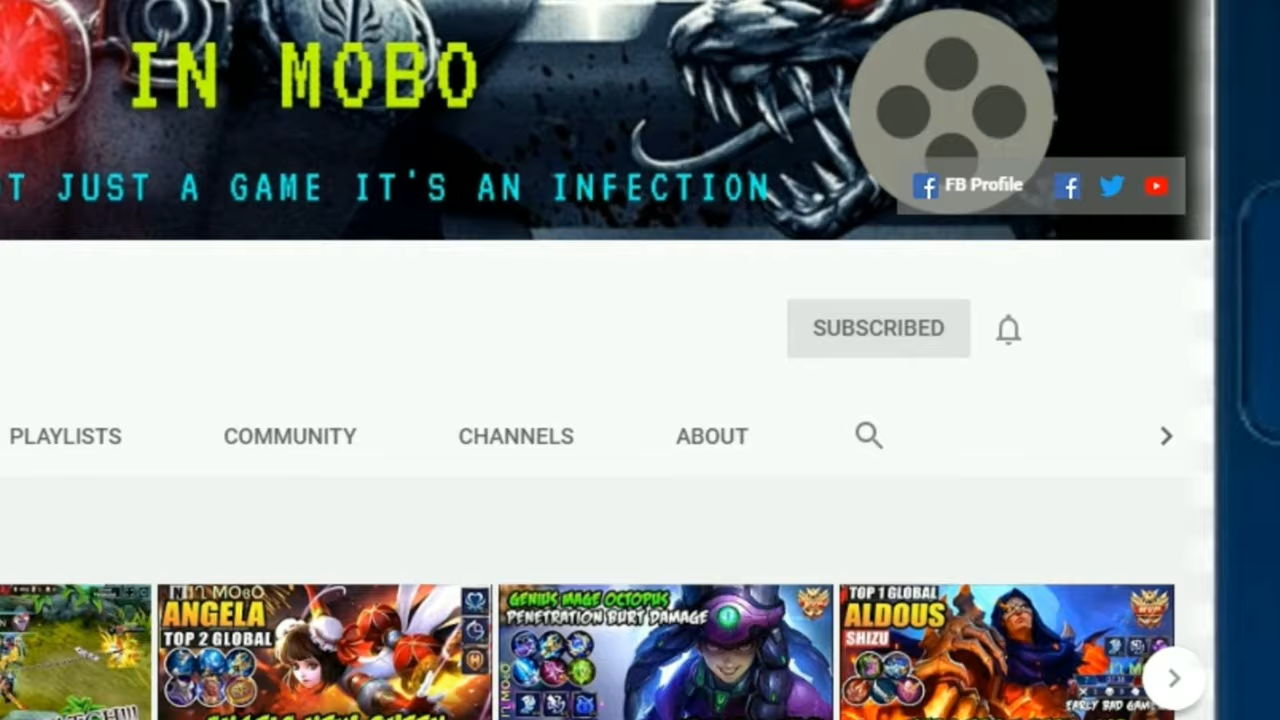 IN MOBO
T JUST A GAME IT'S AN INFECTION
FB Profile
SUBSCRIBED
PLAYLISTS
COMMUNITY
CHANNELS
ABOUT
ANGELA
TOP 2 GLOBAL
GENIUS MAGE OCTOPUS
PENETRATION BURT DAMAGE
TOP 1 GLOBAL
ALDOUS
SHIZU